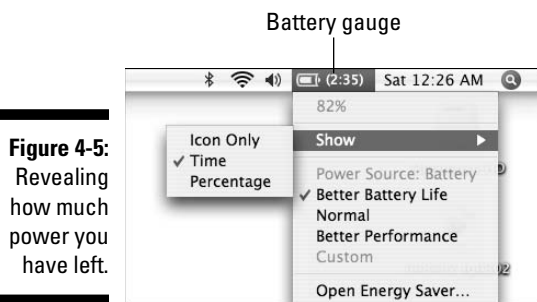 Battery gauge
(2:35) Sat 12:26 AM
82%
Show
Icon Only
✓ Time
Percentage
Power Source: Battery
✓ Better Battery Life
Normal
Better Performance
Custom
Open Energy Saver...
Figure 4-5:
Revealing
how much
power you
have left.